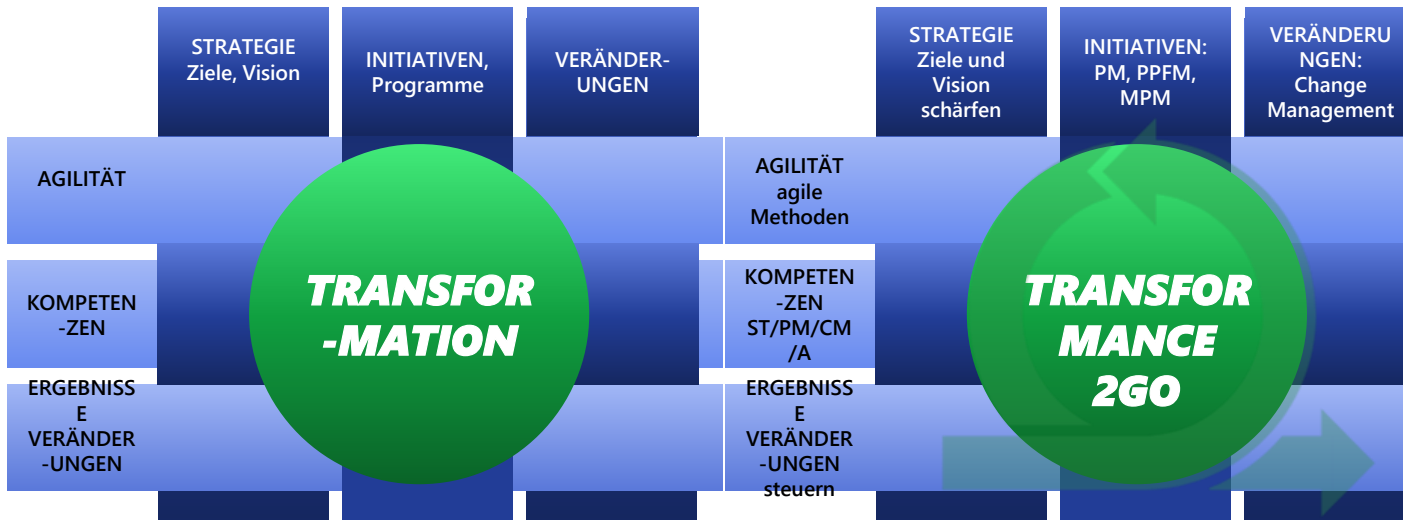 STRATEGIE
Ziele, Vision
INITIATIVEN,
Programme
VERÄNDER-
UNGEN
AGILITÄT
KOMPETEN
-ZEN
ERGEBNISS
E
VERÄNDER
-UNGEN
TRANSFOR
-MATION
STRATEGIE
Ziele und
Vision
schärfen
INITIATIVEN:
PM, PPFM,
MPM
VERÄNDERU
NGEN:
Change
Management
AGILITÄT
agile
Methoden
KOMPETEN
-ZEN
ST/PM/CM
/A
ERGEBNISS
E
VERÄNDER
-UNGEN
steuern
TRANSFOR
MANCE
2GO